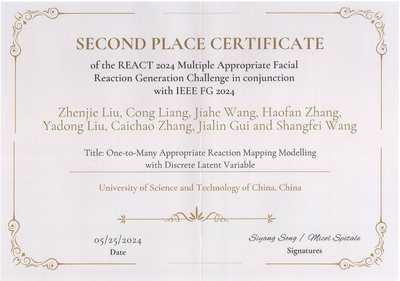 SECOND PLACE CERTIFICATE
of the REACT 2024 Multiple Appropriate Facial
Reaction Generation Challenge in conjunction
with IEEE FG 2024
Zhenjie Liu, Cong Liang, Jiahe Wang, Haofan Zhang,
Yadong Liu, Caichao Zhang, Jialin Gui and Shangfei Wang
Title: One-to-Many Appropriate Reaction Mapping Modelling
with Discrete Latent Variable
University of Science and Technology of China, China
05/25/2024
Date
Siyang Song / Micol Spitale
Signatures